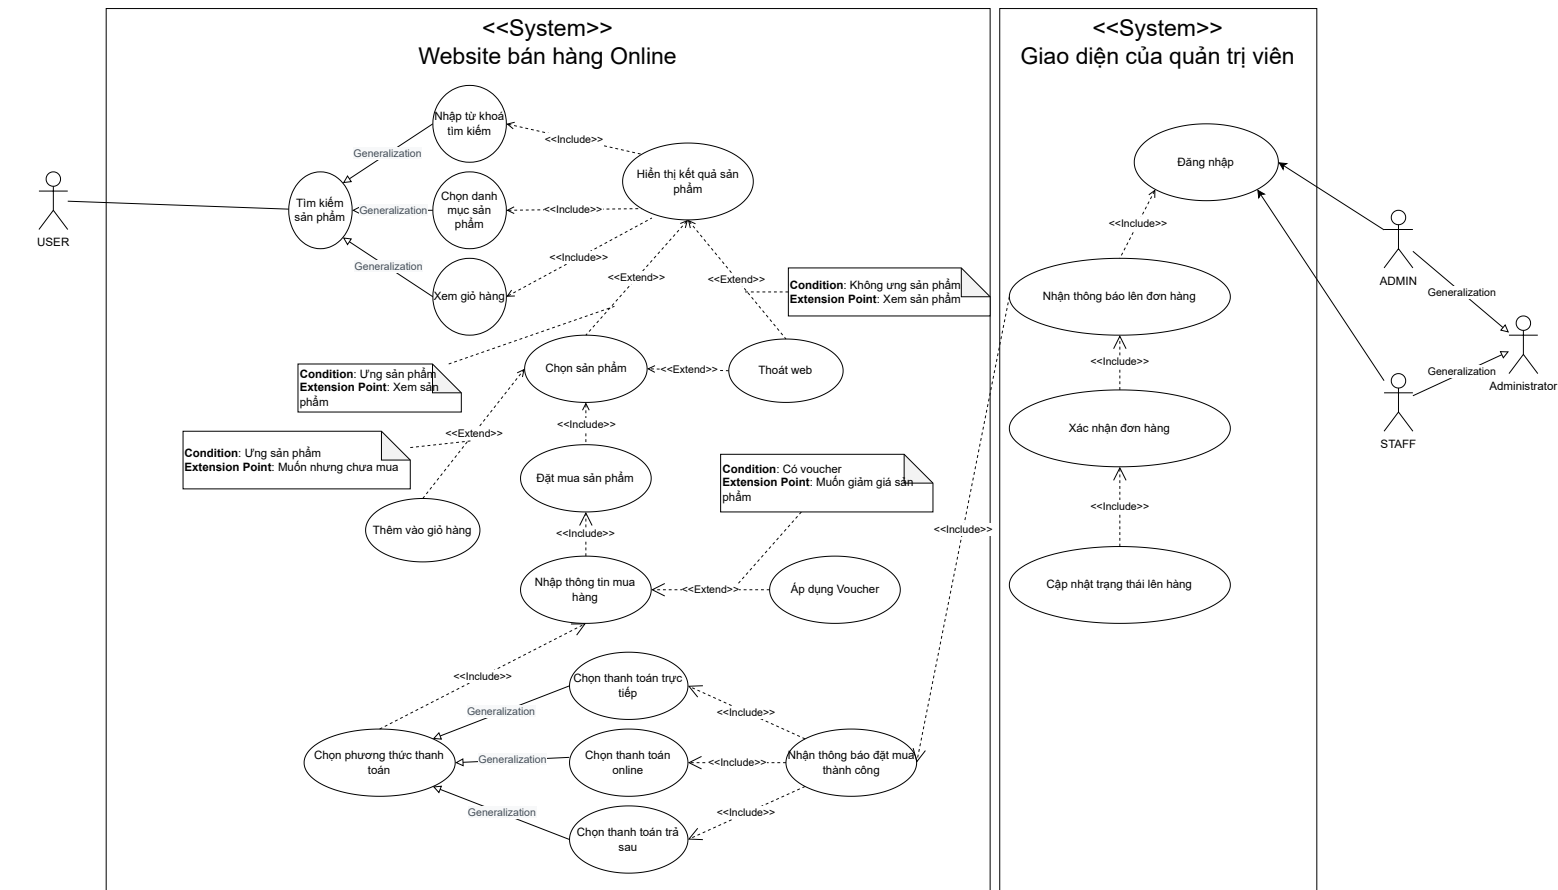 <<System>>
Website bán hàng Online
<<System>>
Giao diện của quản trị viên
Nhập từ khoá
tìm kiếm
<<Include>>
Generalization
Hiển thị kết quả sản
phẩm
Đăng nhập
USER
Tìm kiếm
sản phẩm
Generalization
Chọn danh
mục sản
phẩm
<<Include>>
<<Include>>
Generalization
<<Include>>
Xem giỏ hàng
<<Extend>>
<<Extend>>
Condition: Không ưng sản phẩm
Extension Point: Xem sản phẩm
Nhận thông báo lên đơn hàng
ADMIN
Generalization
<<Include>>
Condition: Ưng sản phẩm
Extension Point: Xem sản
phẩm
Chọn sản phẩm
<<Extend>>
Thoát web
Generalization
Administrator
STAFF
<<Extend>>
<<Include>>
Xác nhận đơn hàng
Condition: Ưng sản phẩm
Extension Point: Muốn nhưng chưa mua
Đặt mua sản phẩm
Condition: Có voucher
Extension Point: Muốn giảm giá sản
phẩm
<<Include>>
Thêm vào giỏ hàng
<<Include>>
<<Include>>
Nhập thông tin mua
hàng
<<Extend>>
Áp dụng Voucher
Cập nhật trạng thái lên hàng
<<Include>>
Chọn thanh toán trực
tiếp
Generalization
<<Include>>
Chọn phương thức thanh
toán
Generalization
Chọn thanh toán
online
<<Include>>
Nhận thông báo đặt mua
thành công
Generalization
<<Include>>
Chọn thanh toán trả
sau